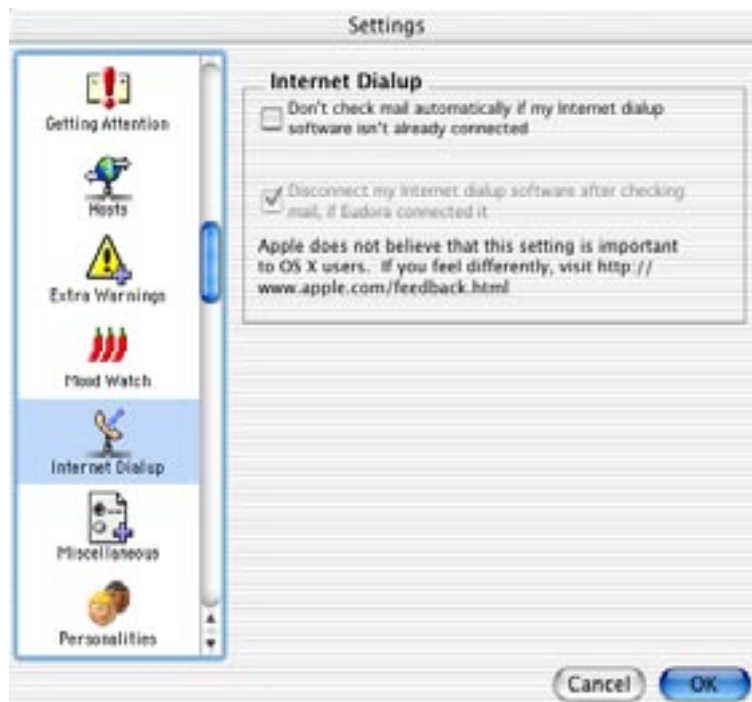 Settings
Getting Attention
Hosts
Extra Warnings
Mood Watch
Internet Dialup
Miscellaneous
Personalities
Internet Dialup
Don't check mail automatically if my Internet dialup
software isn't already connected
Disconnect my Internet dialup software after checking
mail, if Eudora connected it
Apple does not believe that this setting is important
to OS X users. If you feel differently, visit http://
www.apple.com/feedback.html
Cancel
OK